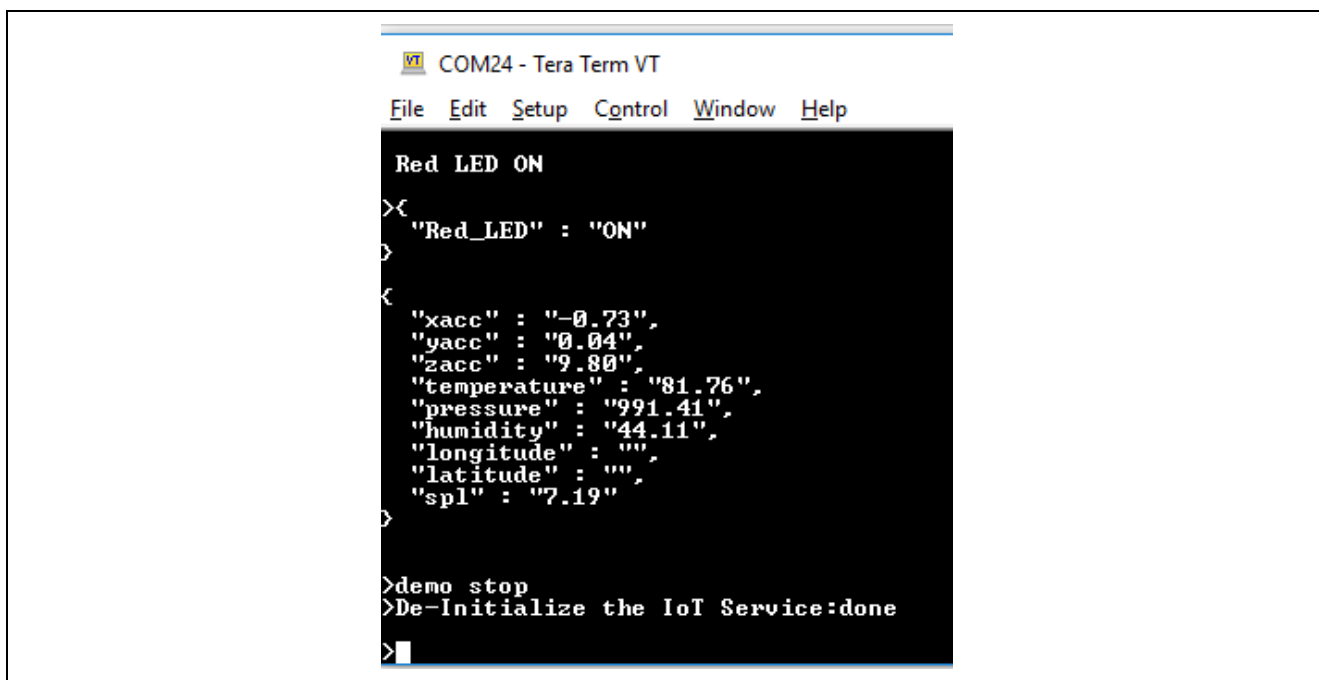 COM24 - Tera Term VT
File Edit Setup Control Window Help
Red LED ON
>{
"Red_LED" : "ON"
}
{
"xacc" : "-0.73",
"yacc" : "0.04",
"zacc" : "9.80",
"temperature" : "81.76",
"pressure" : "991.41",
"humidity" : "44.11",
"longitude" : "",
"latitude" : "",
"spl" : "7.19"
}
>demo stop
>De-Initialize the IoT Service:done
>